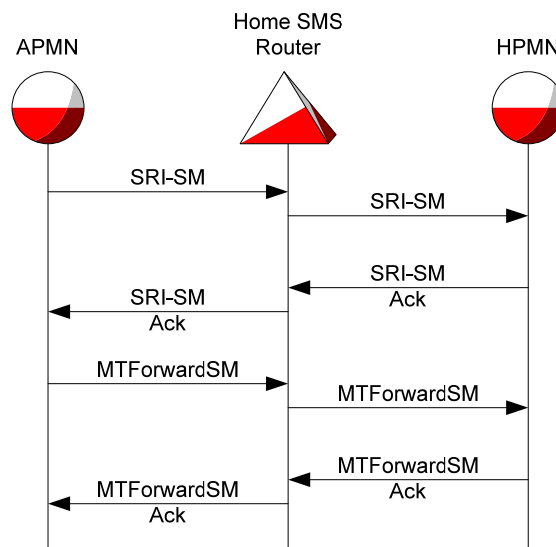 APMN
Home SMS
Router
HPMN
SRI-SM
SRI-SM
SRI-SM
Ack
SRI-SM
Ack
MTForwardSM
MTForwardSM
MTForwardSM
Ack
MTForwardSM
Ack